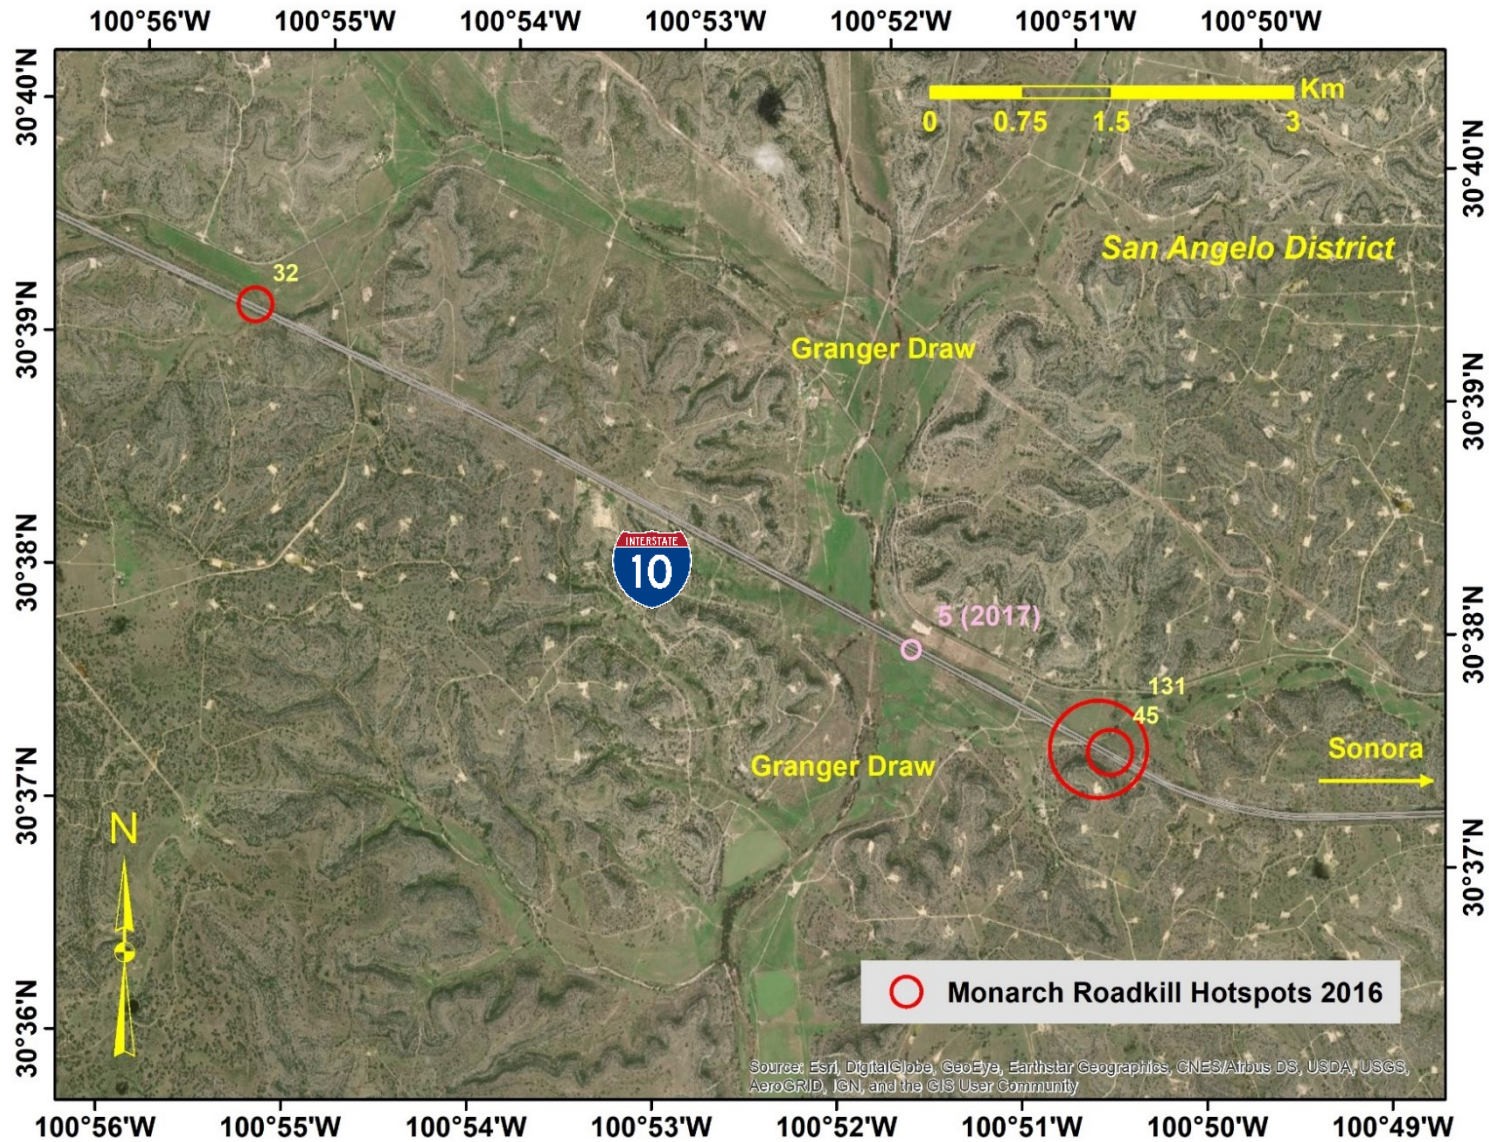 100°56'W 100°55'W 100°54'W 100°53'W 100°52'W 100°51'W 100°50'W
30°40'N
30°39'N
30°38'N
30°37'N
30°36'N
Km
0 0.75 1.5 3
30°40'N
30°39'N
30°38'N
30°37'N
San Angelo District
32
Granger Draw
INTERSTATE
10
5 (2017)
131
45
Sonora
Granger Draw
N
Monarch Roadkill Hotspots 2016
Source: Esri, DigitalGlobe, GeoEye, Earthstar Geographics, CNES/Airbus DS, USDA, USGS,
AeroGRID, IGN, and the GIS User Community
100°56'W 100°55'W 100°54'W 100°53'W 100°52'W 100°51'W 100°50'W 100°49'W